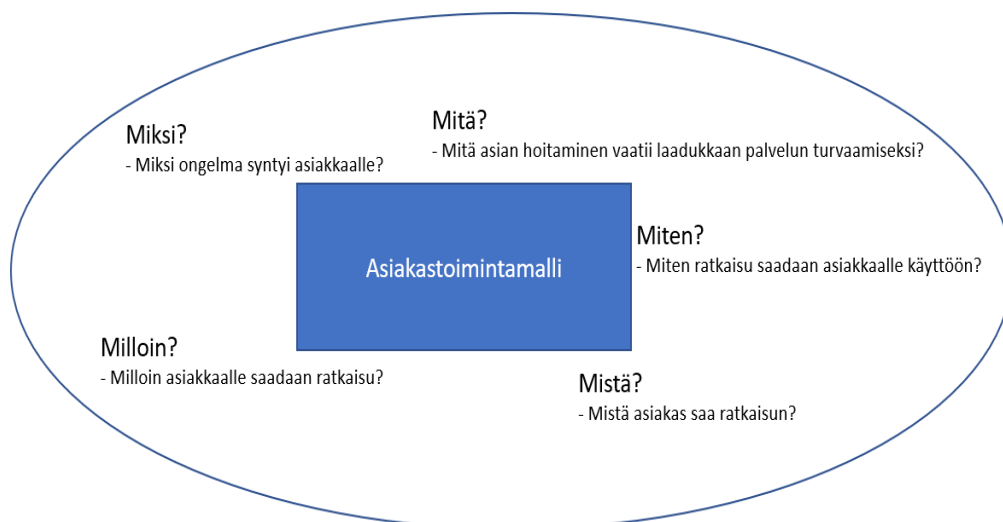 Miksi?
- Miksi ongelma syntyi asiakkaalle?
Mitä?
- Mitä asian hoitaminen vaatii laadukkaan palvelun turvaamiseksi?
Asiakastoimintamalli
Miten?
- Miten ratkaisu saadaan asiakkaalle käyttöön?
Milloin?
- Milloin asiakkaalle saadaan ratkaisu?
Mistä?
- Mistä asiakas saa ratkaisun?